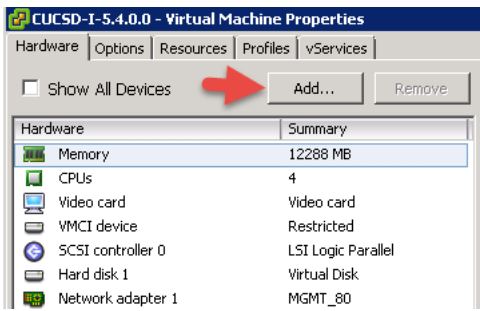 CUCSD-I-5.4.0.0 - Virtual Machine Properties
Hardware Options Resources Profiles vServices
Show All Devices Add... Remove
Hardware Summary
Memory 12288 MB
CPUs 4
Video card Video card
VMCI device Restricted
SCSI controller 0 LSI Logic Parallel
Hard disk 1 Virtual Disk
Network adapter 1 MGMT_80